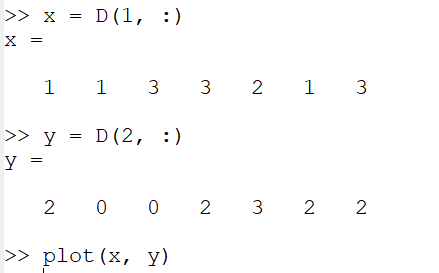 >> x = D(1, :)
x =
1 1 3 3 2 1 3
>> y = D(2, :)
y =
2 0 0 2 3 2 2
>> plot(x, y)